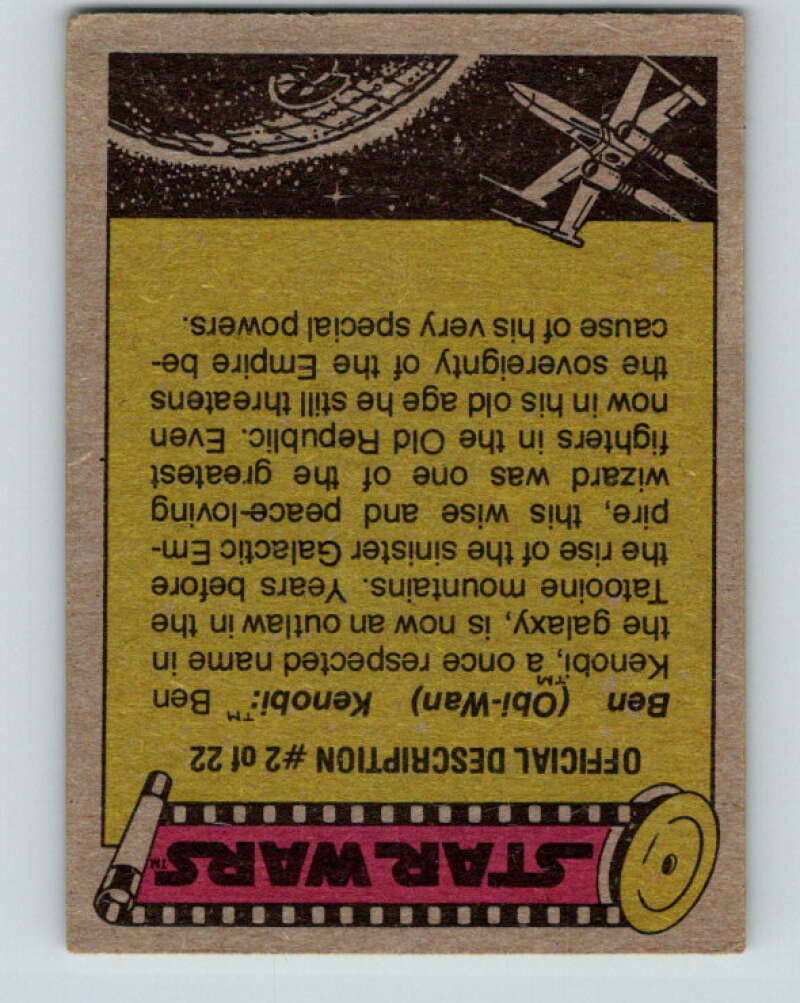 STAR WARS™
OFFICIAL DESCRIPTION #2 of 22
Ben (Obi-Wan) Kenobi:™ Ben
Kenobi,™ a once respected name in
the galaxy, is now an outlaw in the
Tatooine mountains. Years before
the rise of the sinister Galactic Em-
pire, this wise and peace-loving
wizard was one of the greatest
fighters in the Old Republic. Even
now in his old age he still threatens
the sovereignty of the Empire be-
cause of his very special powers.